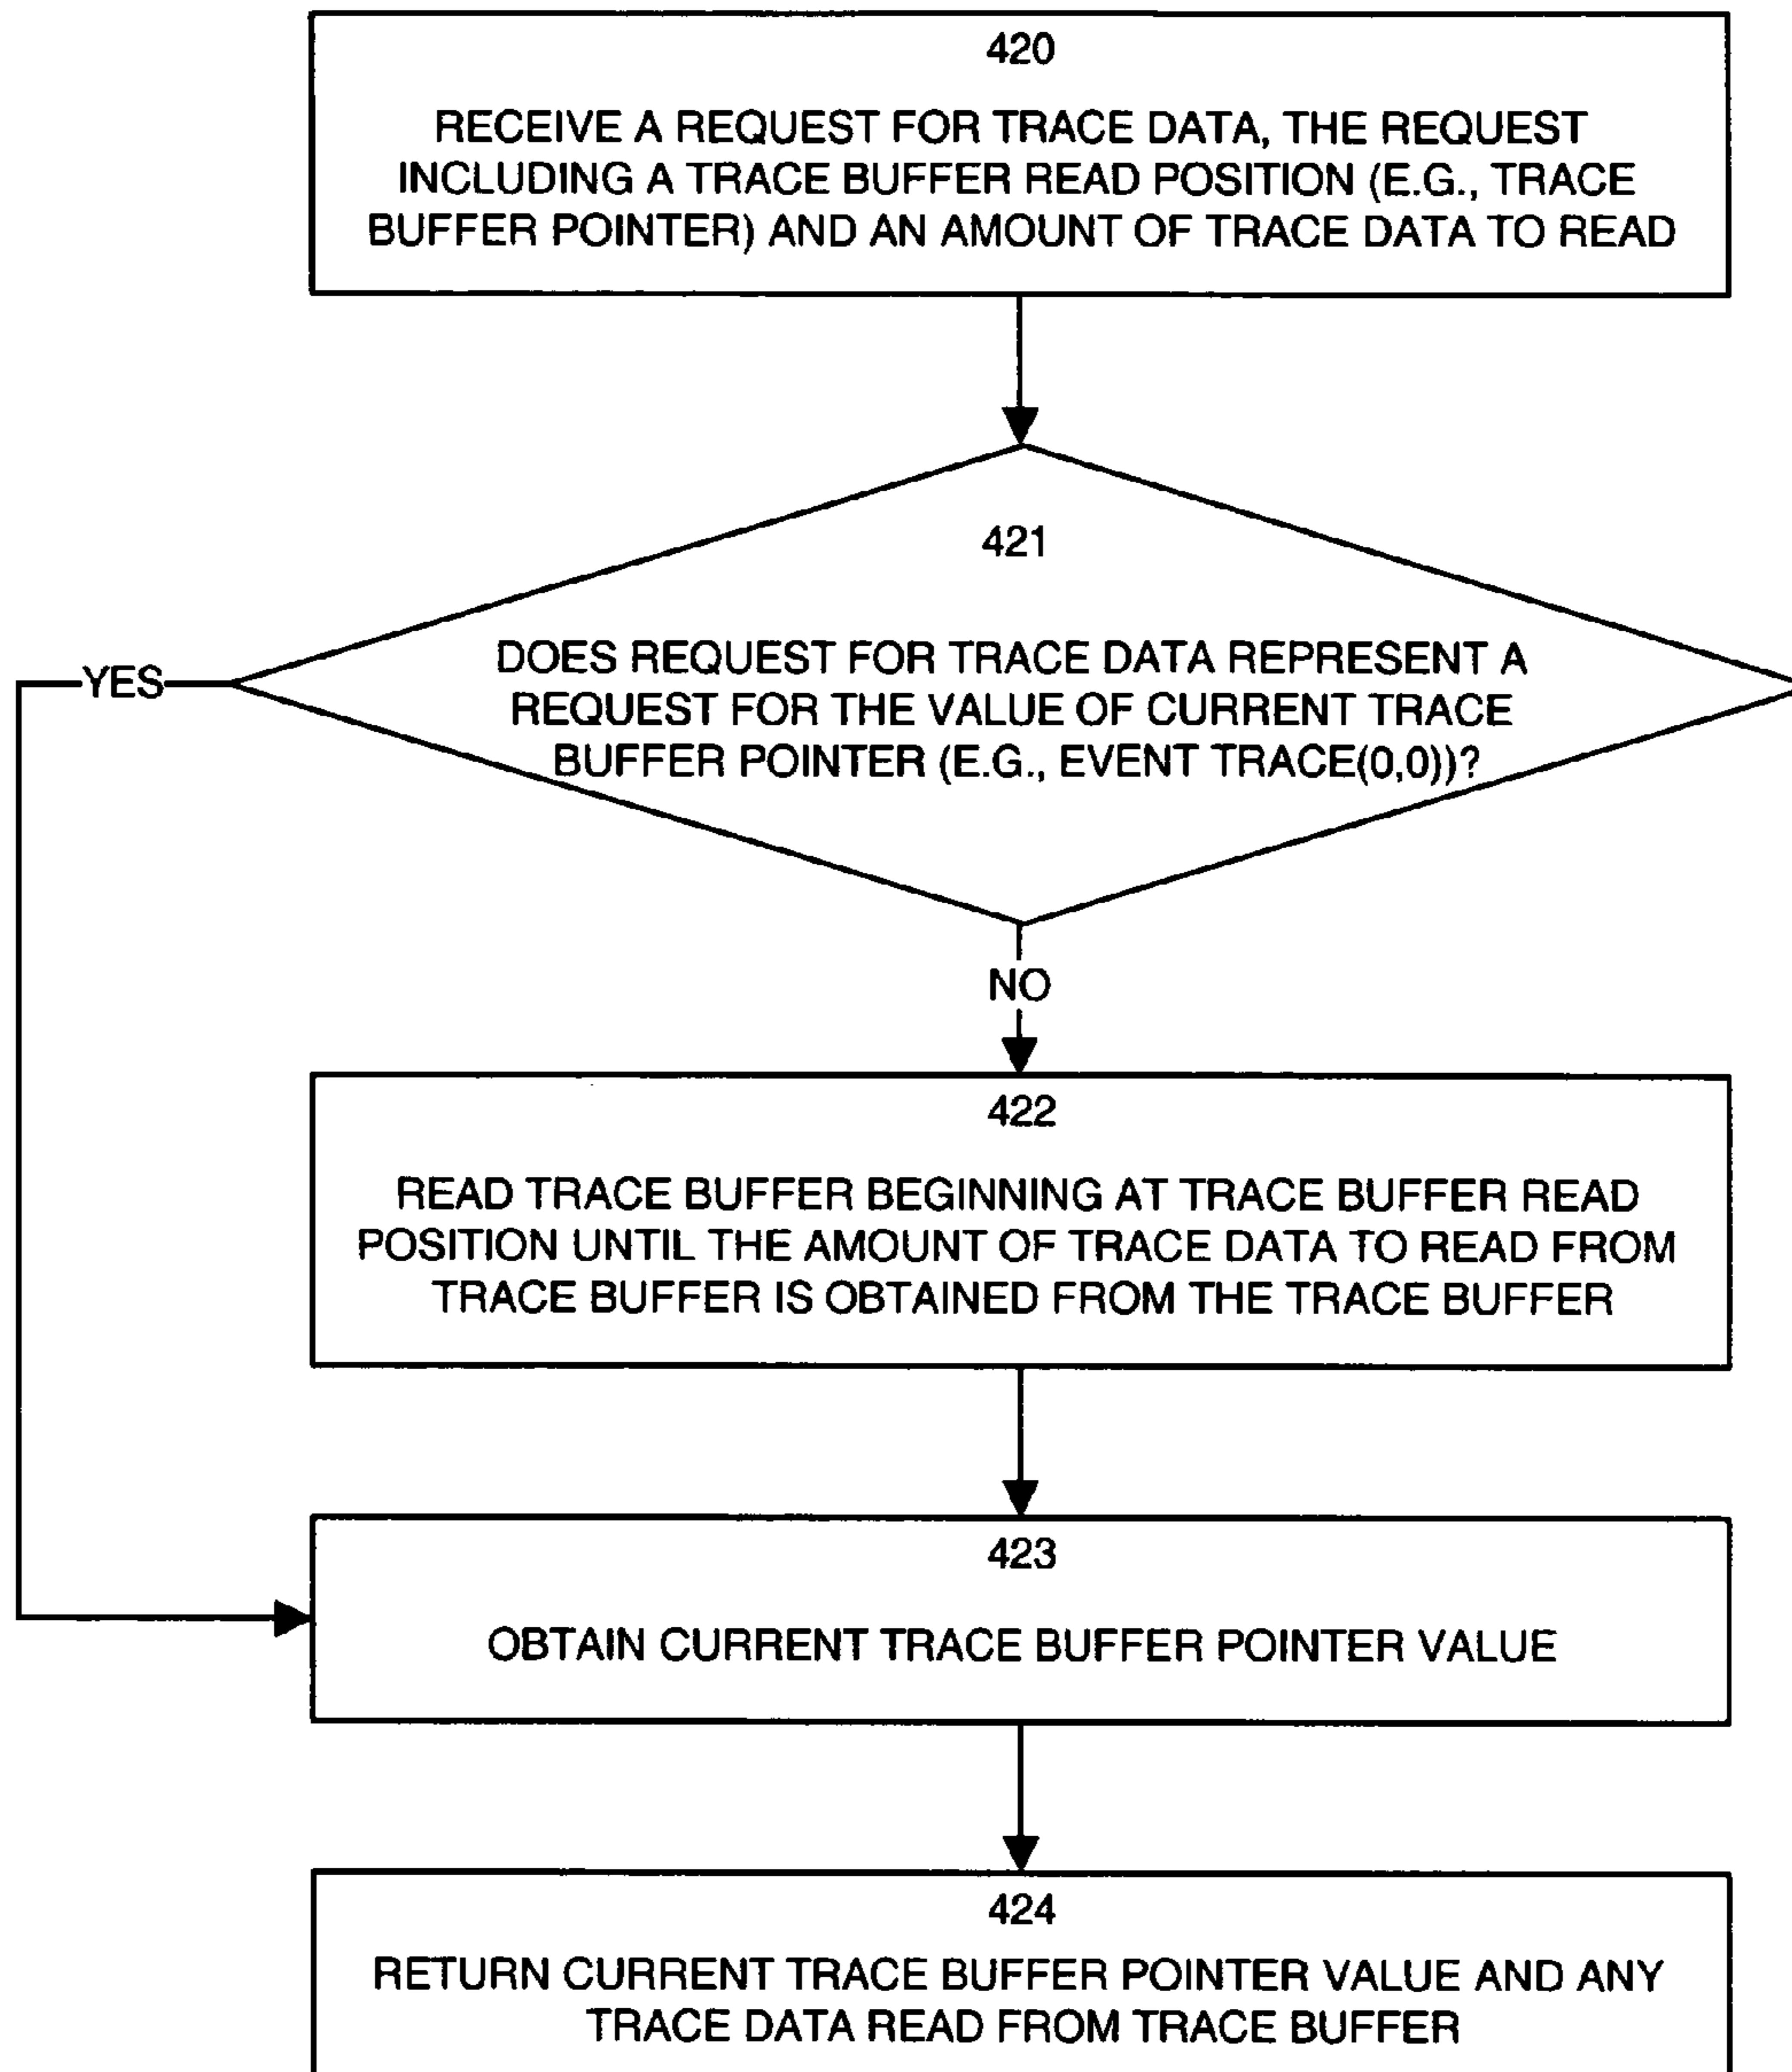 420
RECEIVE A REQUEST FOR TRACE DATA, THE REQUEST
INCLUDING A TRACE BUFFER READ POSITION (E.G., TRACE
BUFFER POINTER) AND AN AMOUNT OF TRACE DATA TO READ
421
DOES REQUEST FOR TRACE DATA REPRESENT A
REQUEST FOR THE VALUE OF CURRENT TRACE
BUFFER POINTER (E.G., EVENT TRACE(0,0))?
YES
NO
422
READ TRACE BUFFER BEGINNING AT TRACE BUFFER READ
POSITION UNTIL THE AMOUNT OF TRACE DATA TO READ FROM
TRACE BUFFER IS OBTAINED FROM THE TRACE BUFFER
423
OBTAIN CURRENT TRACE BUFFER POINTER VALUE
424
RETURN CURRENT TRACE BUFFER POINTER VALUE AND ANY
TRACE DATA READ FROM TRACE BUFFER